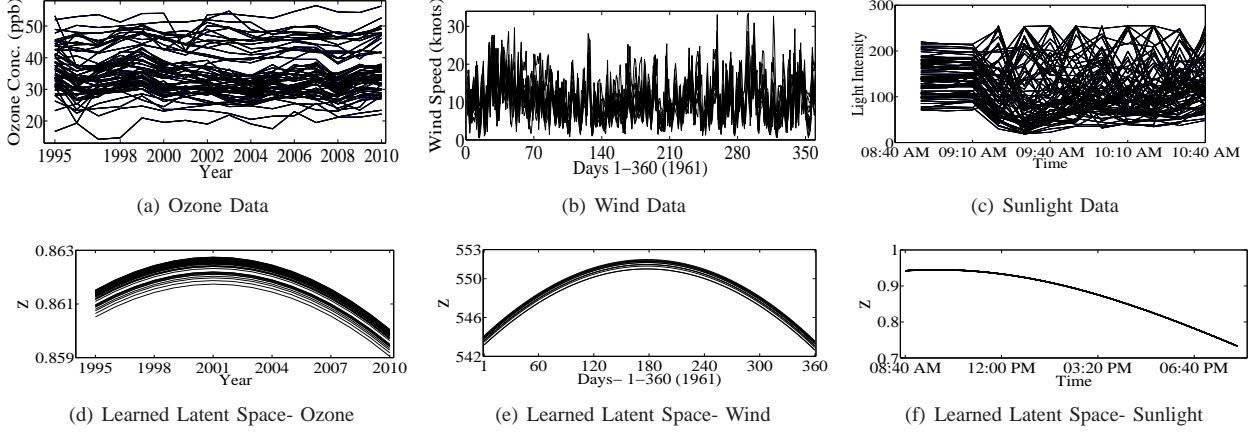 Ozone Conc. (ppb)
50
40
30
20
1995 1998 2000 2002 2004 2006 2008 2010
Year
(a) Ozone Data
Wind Speed (knots)
30
20
10
0
0 70 140 210 280 350
Days 1–360 (1961)
(b) Wind Data
Light Intensity
300
200
100
0
08:40 AM 09:10 AM 09:40 AM 10:10 AM 10:40 AM
Time
(c) Sunlight Data
Z
0.863
0.861
0.859
1995 1998 2001 2004 2007 2010
Year
(d) Learned Latent Space- Ozone
Z
553
550
546
542
1 60 120 180 240 300 360
Days– 1–360 (1961)
(e) Learned Latent Space- Wind
Z
1
0.9
0.8
0.7
08:40 AM 12:00 PM 03:20 PM 06:40 PM
Time
(f) Learned Latent Space- Sunlight